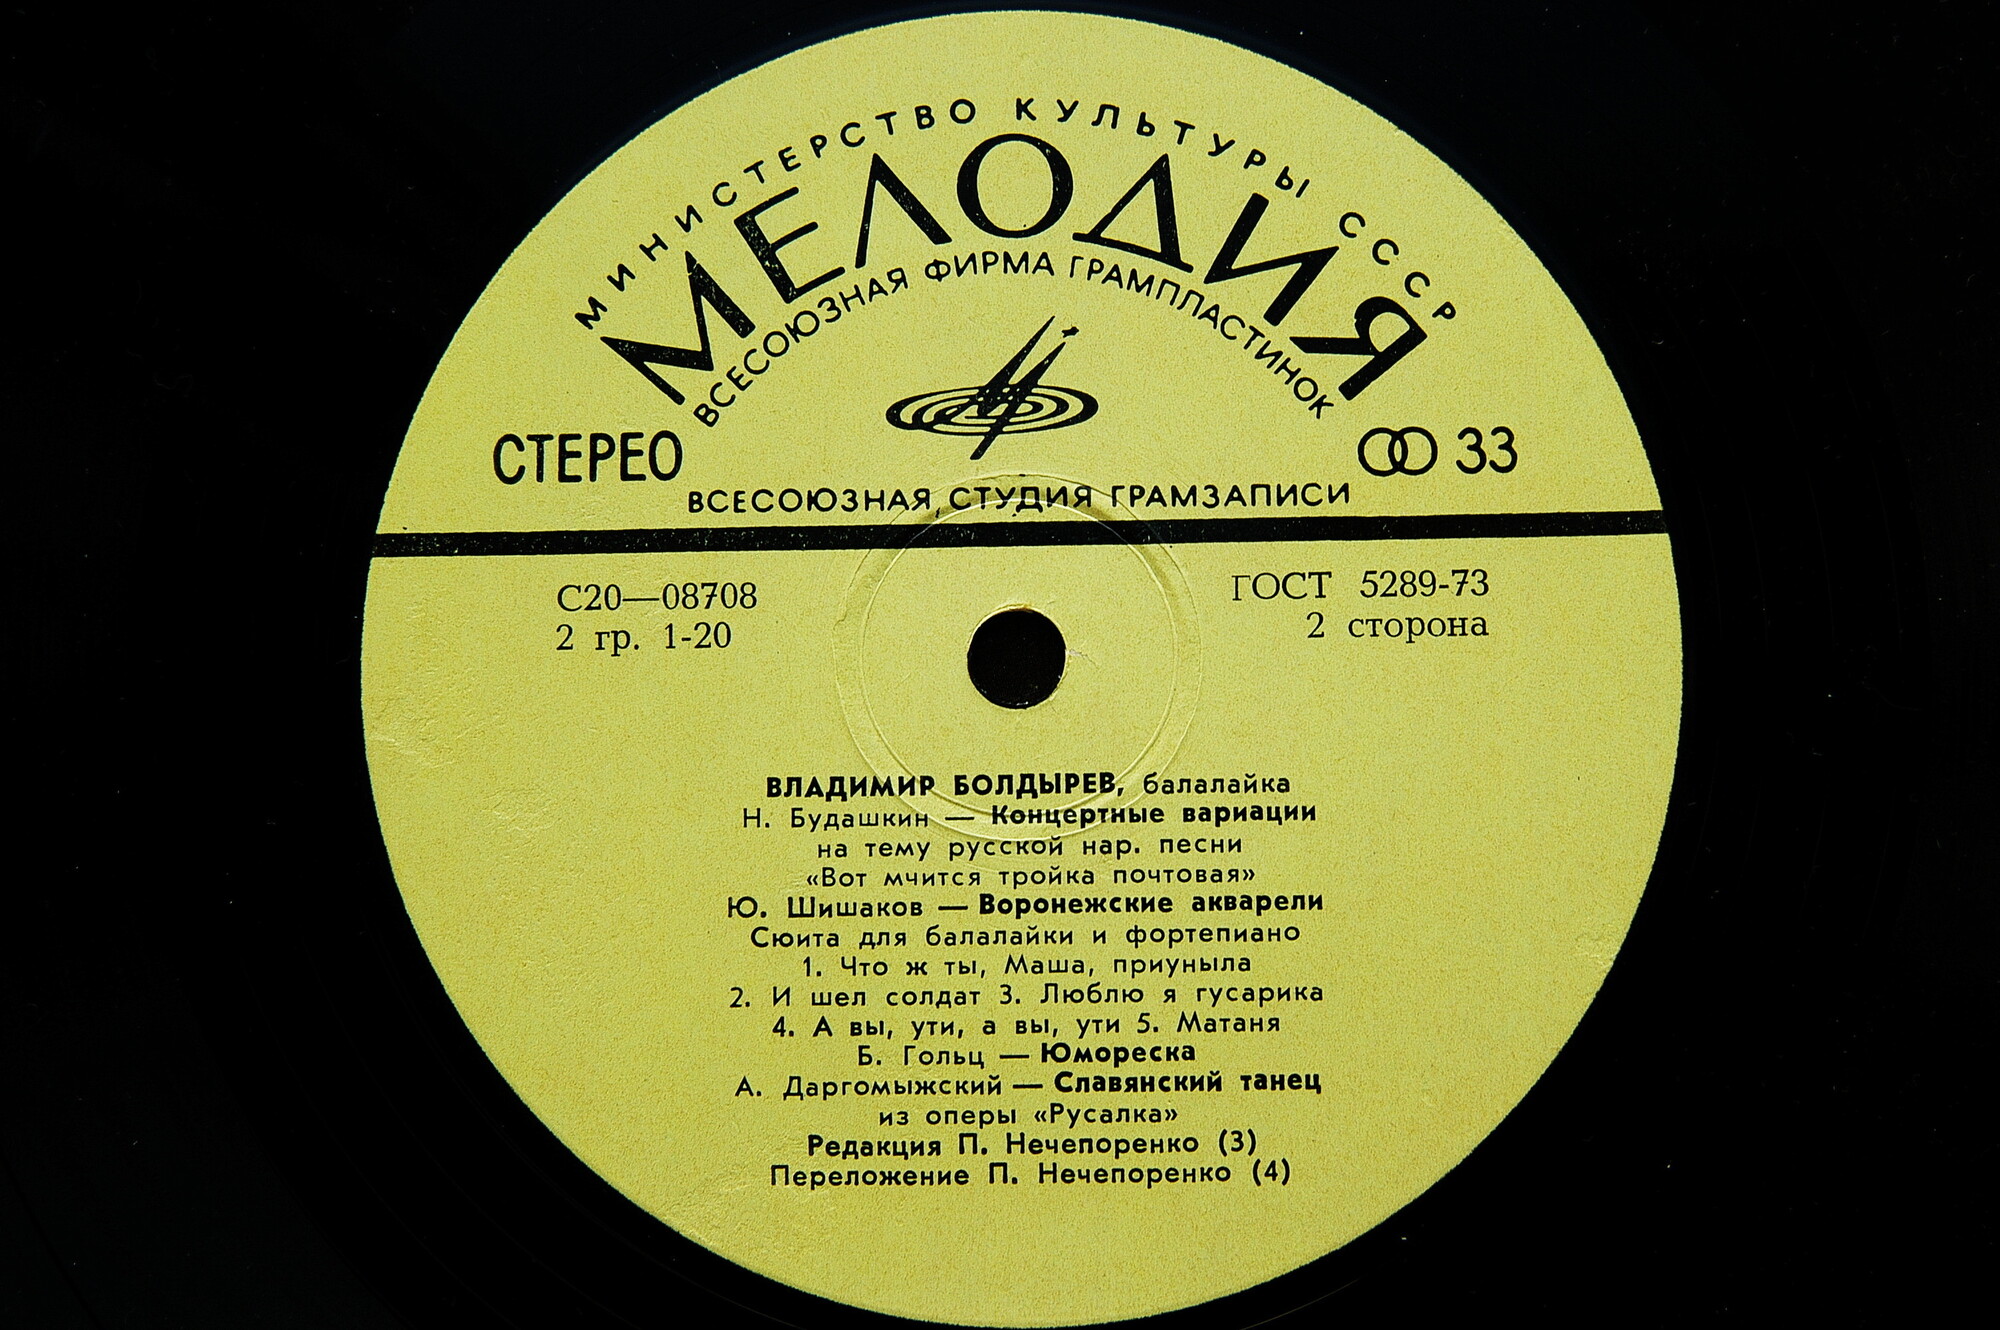 МИНИСТЕРСТВО КУЛЬТУРЫ СССР
МЕЛОДИЯ
ВСЕСОЮЗНАЯ ФИРМА ГРАМПЛАСТИНОК
СТЕРЕО
33
ВСЕСОЮЗНАЯ СТУДИЯ ГРАМЗАПИСИ
С20—08708
ГОСТ 5289-73
2 гр. 1-20
2 сторона
ВЛАДИМИР БОЛДЫРЕВ, балалайка
Н. Будашкин — Концертные вариации
на тему русской нар. песни
«Вот мчится тройка почтовая»
Ю. Шишаков — Воронежские акварели
Сюита для балалайки и фортепиано
1. Что ж ты, Маша, приуныла
2. И шел солдат 3. Люблю я гусарика
4. А вы, ути, а вы, ути 5. Матаня
Б. Гольц — Юмореска
А. Даргомыжский — Славянский танец
из оперы «Русалка»
Редакция П. Нечепоренко (3)
Переложение П. Нечепоренко (4)